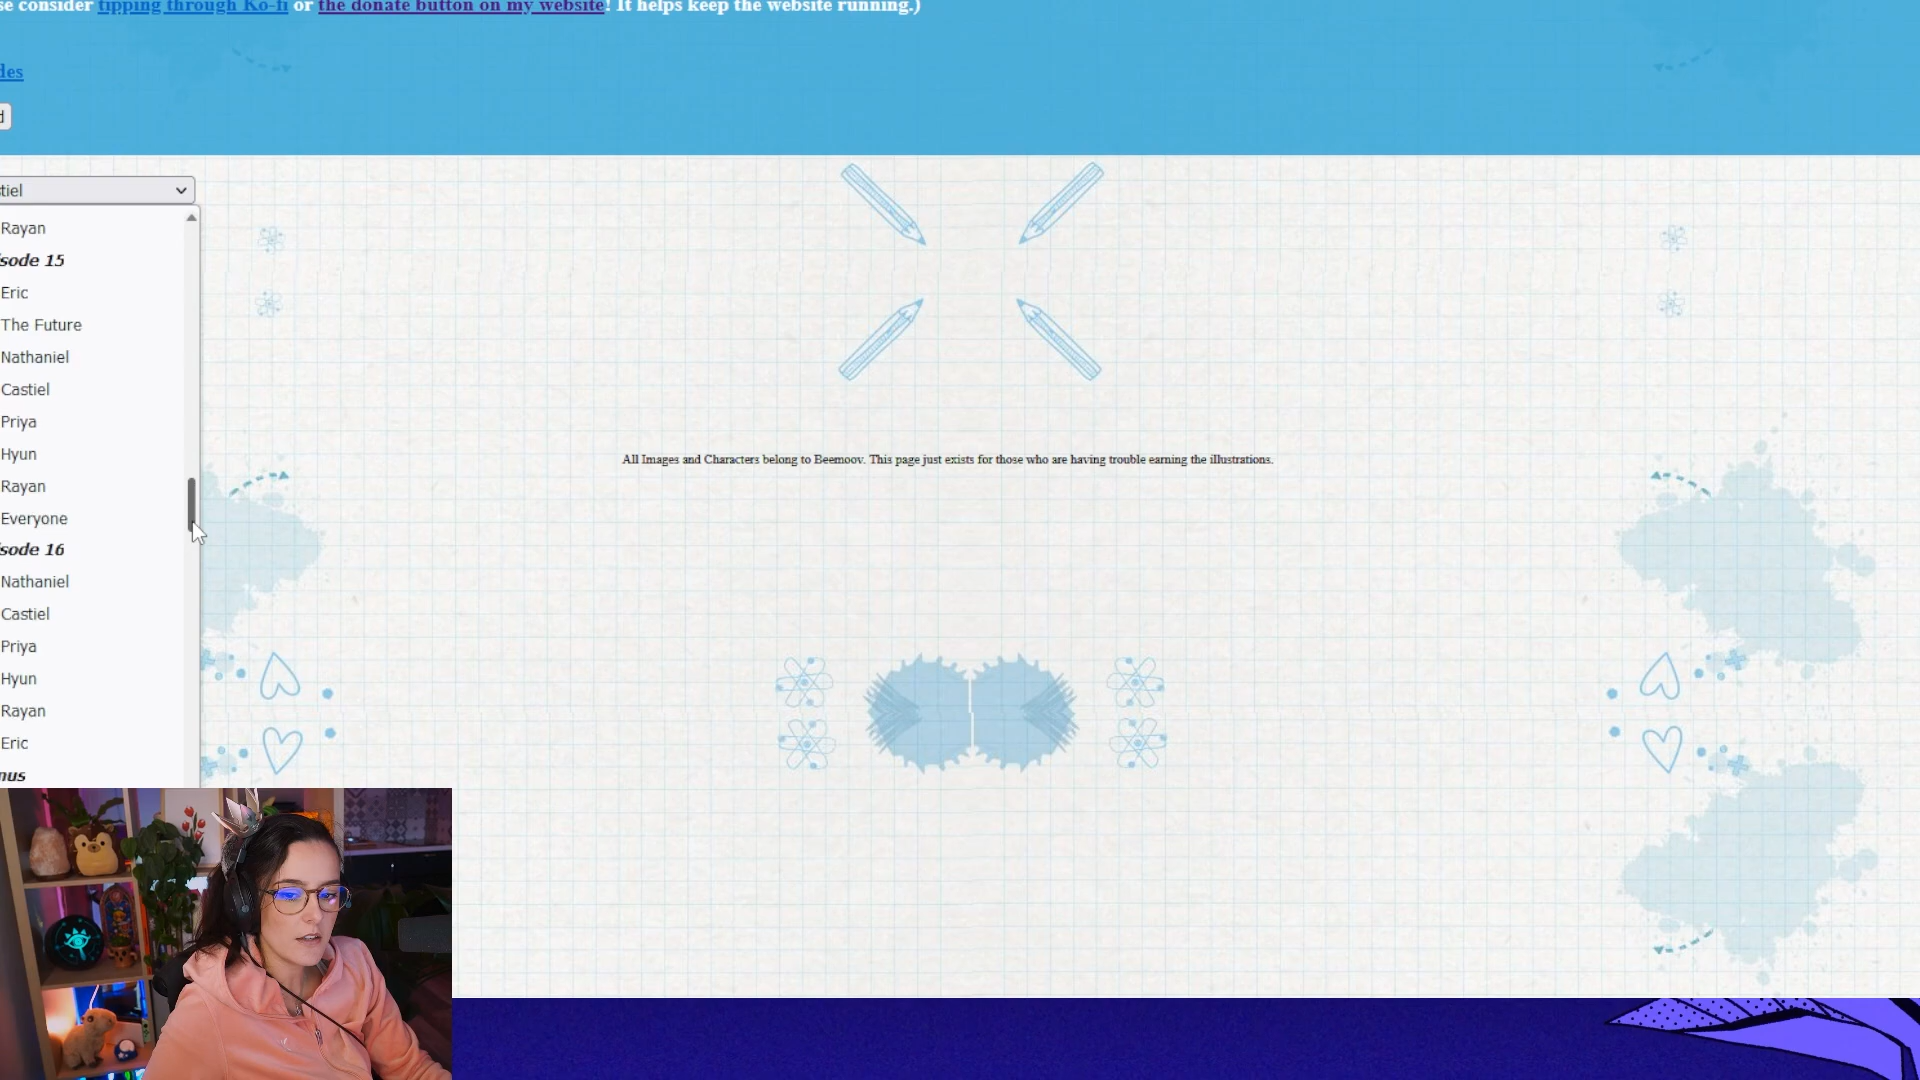 se consider tipping through Ko-fi or the donate button on my website! It helps keep the website running.)
des
d
tiel
Rayan
sode 15
Eric
The Future
Nathaniel
Castiel
Priya
Hyun
Rayan
Everyone
sode 16
Nathaniel
Castiel
Priya
Hyun
Rayan
Eric
nus
All Images and Characters belong to Beemoov. This page just exists for those who are having trouble earning the illustrations.